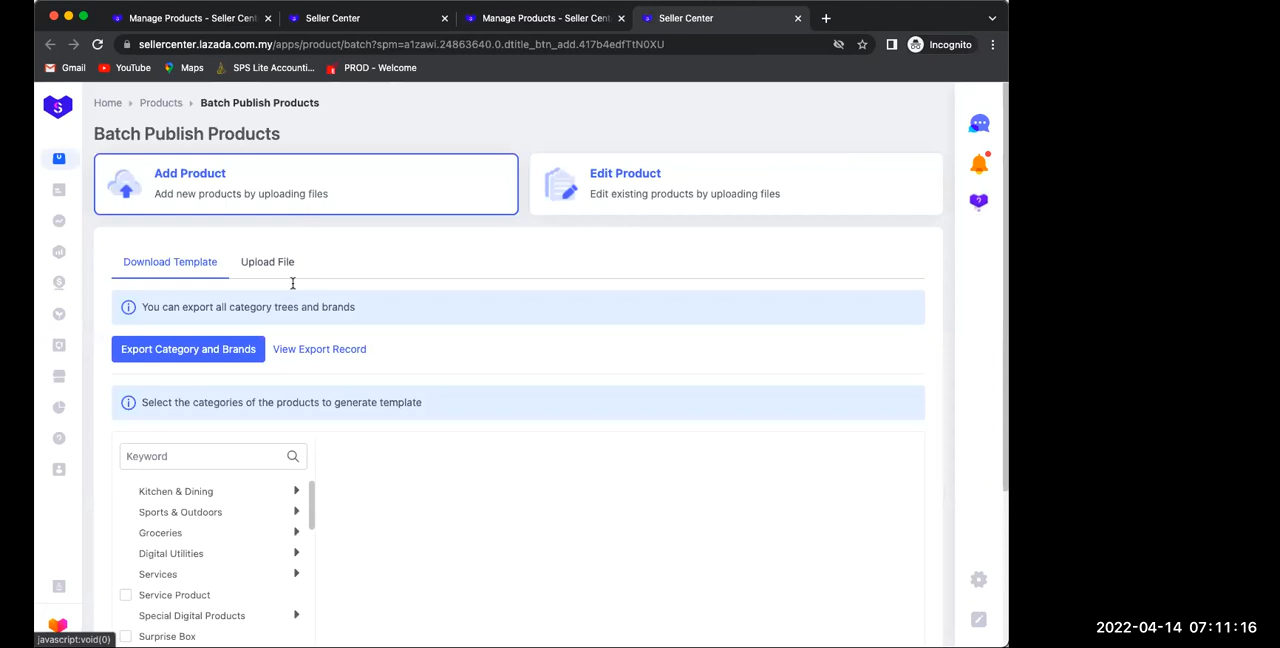 Manage Products - Seller Cent
Seller Center
Manage Products - Seller Cent
Seller Center
sellercenter.lazada.com.my/apps/product/batch?spm=a1zawi.24863640.0.dtitle_btn_add.417b4edfTtN0XU
Incognito
Gmail
YouTube
Maps
SPS Lite Accounti...
PROD - Welcome
Home
Products
Batch Publish Products
Batch Publish Products
Add Product
Add new products by uploading files
Edit Product
Edit existing products by uploading files
Download Template
Upload File
You can export all category trees and brands
Export Category and Brands
View Export Record
Select the categories of the products to generate template
Keyword
Kitchen & Dining
Sports & Outdoors
Groceries
Digital Utilities
Services
Service Product
Special Digital Products
Surprise Box
javascript:void(0)
2022-04-14 07:11:16